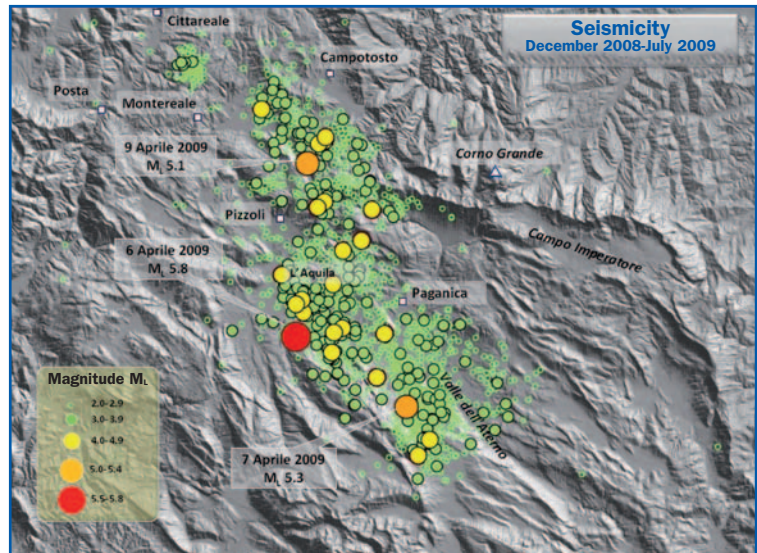 Seismicity
December 2008-July 2009
Cittareale
Campotosto
Posta
Montereale
9 Aprile 2009
ML 5.1
Corno Grande
Pizzoli
Campo Imperatore
6 Aprile 2009
ML 5.8
L'Aquila
Paganica
Valle dell'Aterno
7 Aprile 2009
ML 5.3
Magnitude ML
2.0-2.9
3.0-3.9
4.0-4.9
5.0-5.4
5.5-5.8